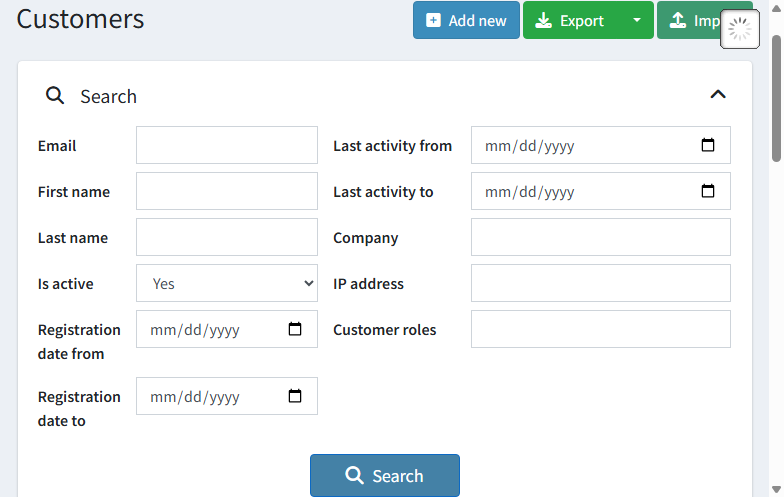 Customers
Add new
Export
Imp
Search
Email
Last activity from
mm/dd/yyyy
First name
Last activity to
mm/dd/yyyy
Last name
Company
Is active
Yes
IP address
Registration
date from
mm/dd/yyyy
Customer roles
Registration
date to
mm/dd/yyyy
Search